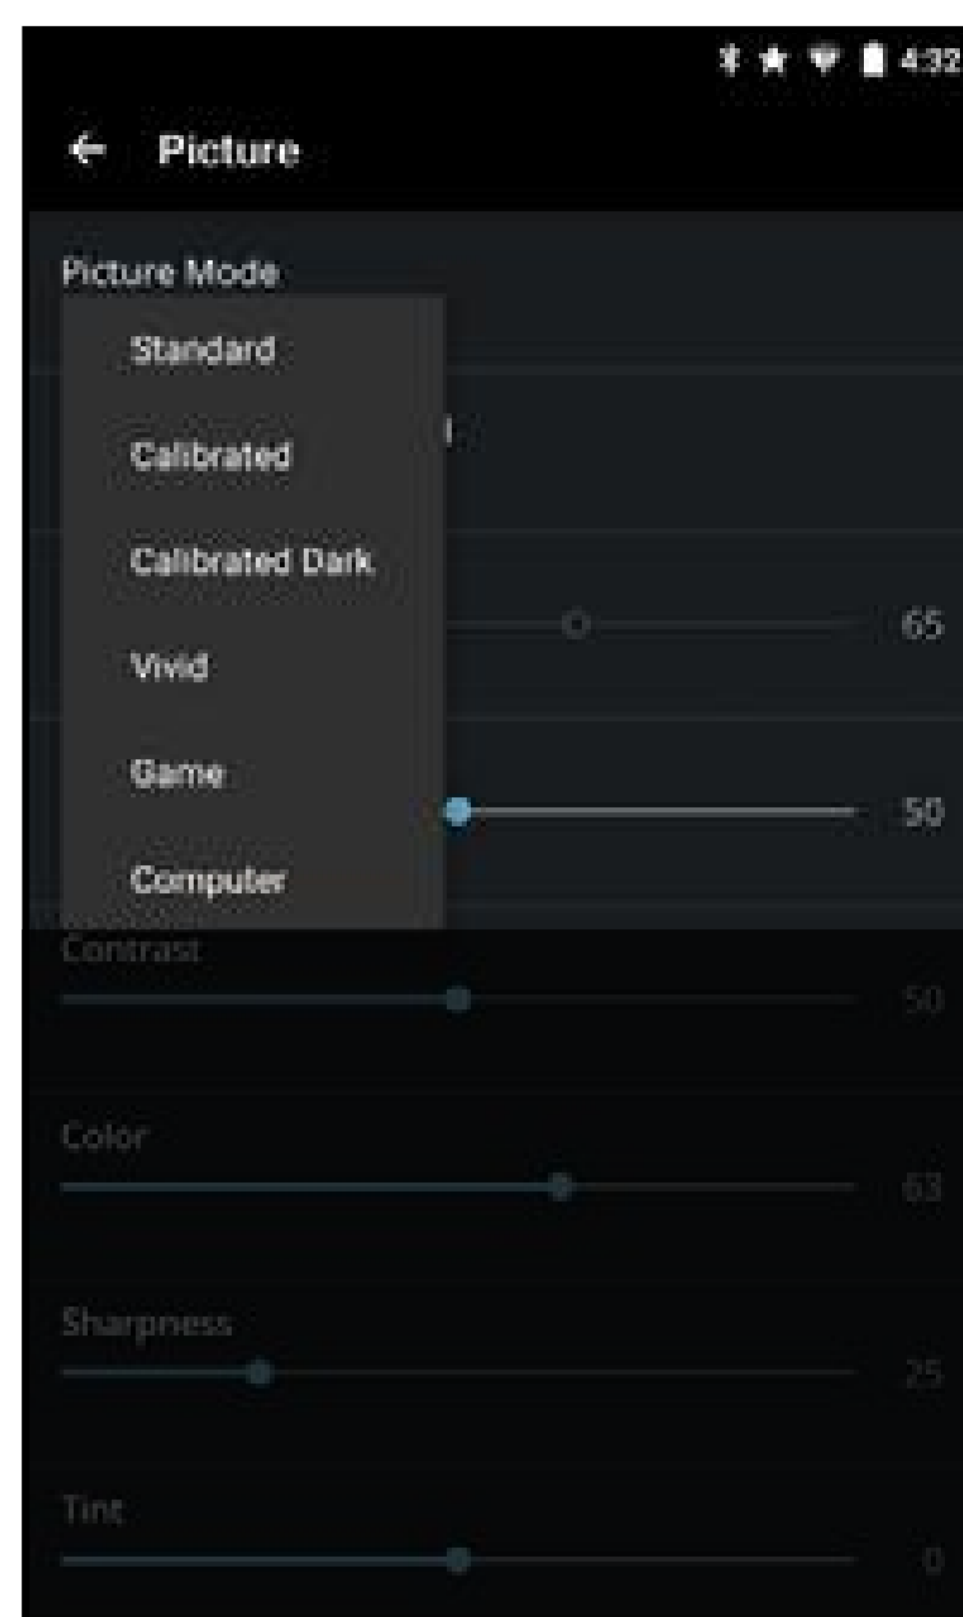 4:32
Picture
Picture Mode
Standard
Calibrated
Calibrated Dark
65
Vivid
Game
50
Computer
Contrast
50
Color
63
Sharpness
25
Tint
0